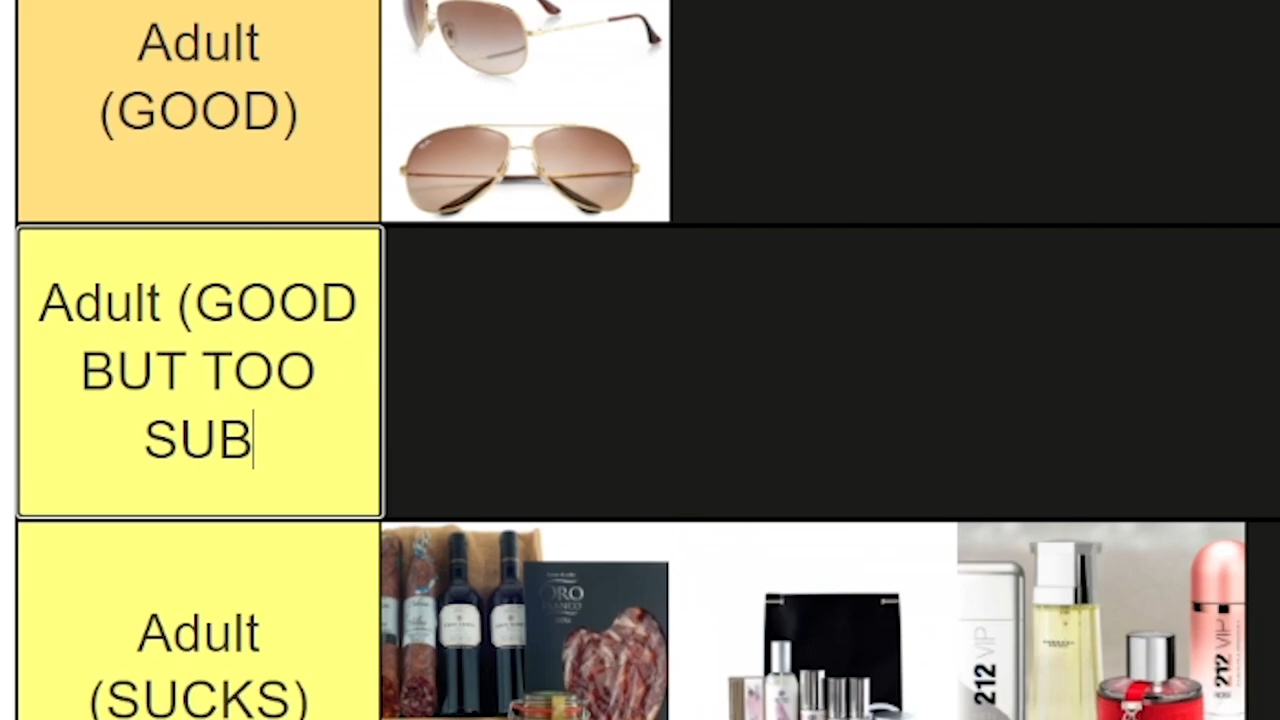 Adult
(GOOD)
Adult (GOOD
BUT TOO
SUB
Adult
(SUCKS)
ORO
212 VIP
212 VIP